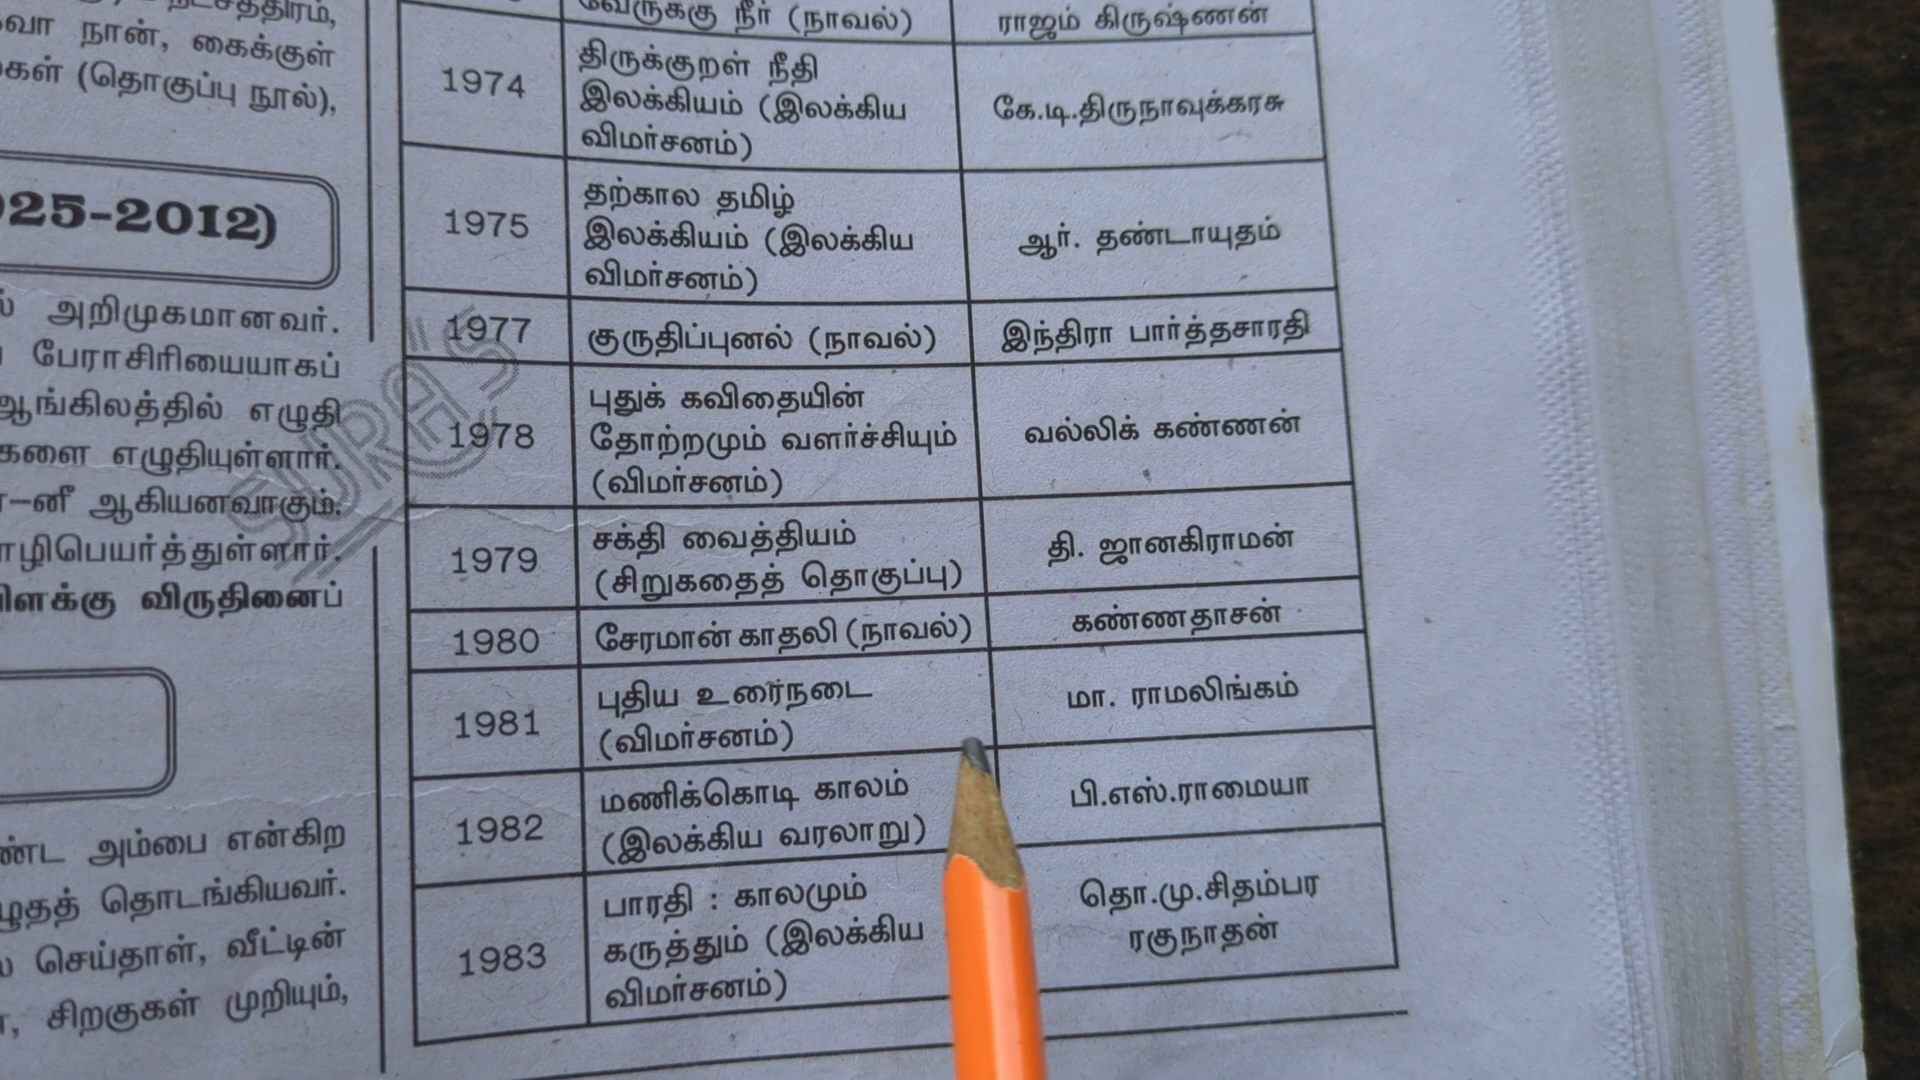 நட்சத்திரம்,
நான், கைக்குள்
(தொகுப்பு நூல்),
025-2012)
அறிமுகமானவர்.
பேராசிரியையாகப்
ஆங்கிலத்தில் எழுதி
களை எழுதியுள்ளார்.
னீ ஆகியனவாகும்.
ழிபெயர்த்துள்ளார்.
விளக்கு விருதினைப்
அம்பை என்கிற
தொடங்கியவர்.
செய்தாள், வீட்டின்
சிறகுகள் முறியும்,
வேருக்கு நீர் (நாவல்) ராஜம் கிருஷ்ணன்
1974 திருக்குறள் நீதி
இலக்கியம் (இலக்கிய
விமர்சனம்) கே.டி.திருநாவுக்கரசு
1975 தற்கால தமிழ்
இலக்கியம் (இலக்கிய
விமர்சனம்) ஆர். தண்டாயுதம்
1977 குருதிப்புனல் (நாவல்) இந்திரா பார்த்தசாரதி
1978 புதுக் கவிதையின்
தோற்றமும் வளர்ச்சியும்
(விமர்சனம்) வல்லிக் கண்ணன்
1979 சக்தி வைத்தியம்
(சிறுகதைத் தொகுப்பு) தி. ஜானகிராமன்
1980 சேரமான் காதலி (நாவல்) கண்ணதாசன்
1981 புதிய உரைநடை
(விமர்சனம்) மா. ராமலிங்கம்
1982 மணிக்கொடி காலம்
(இலக்கிய வரலாறு) பி.எஸ்.ராமையா
1983 பாரதி : காலமும்
கருத்தும் (இலக்கிய
விமர்சனம்) தொ.மு.சிதம்பர
ரகுநாதன்
SURA'S